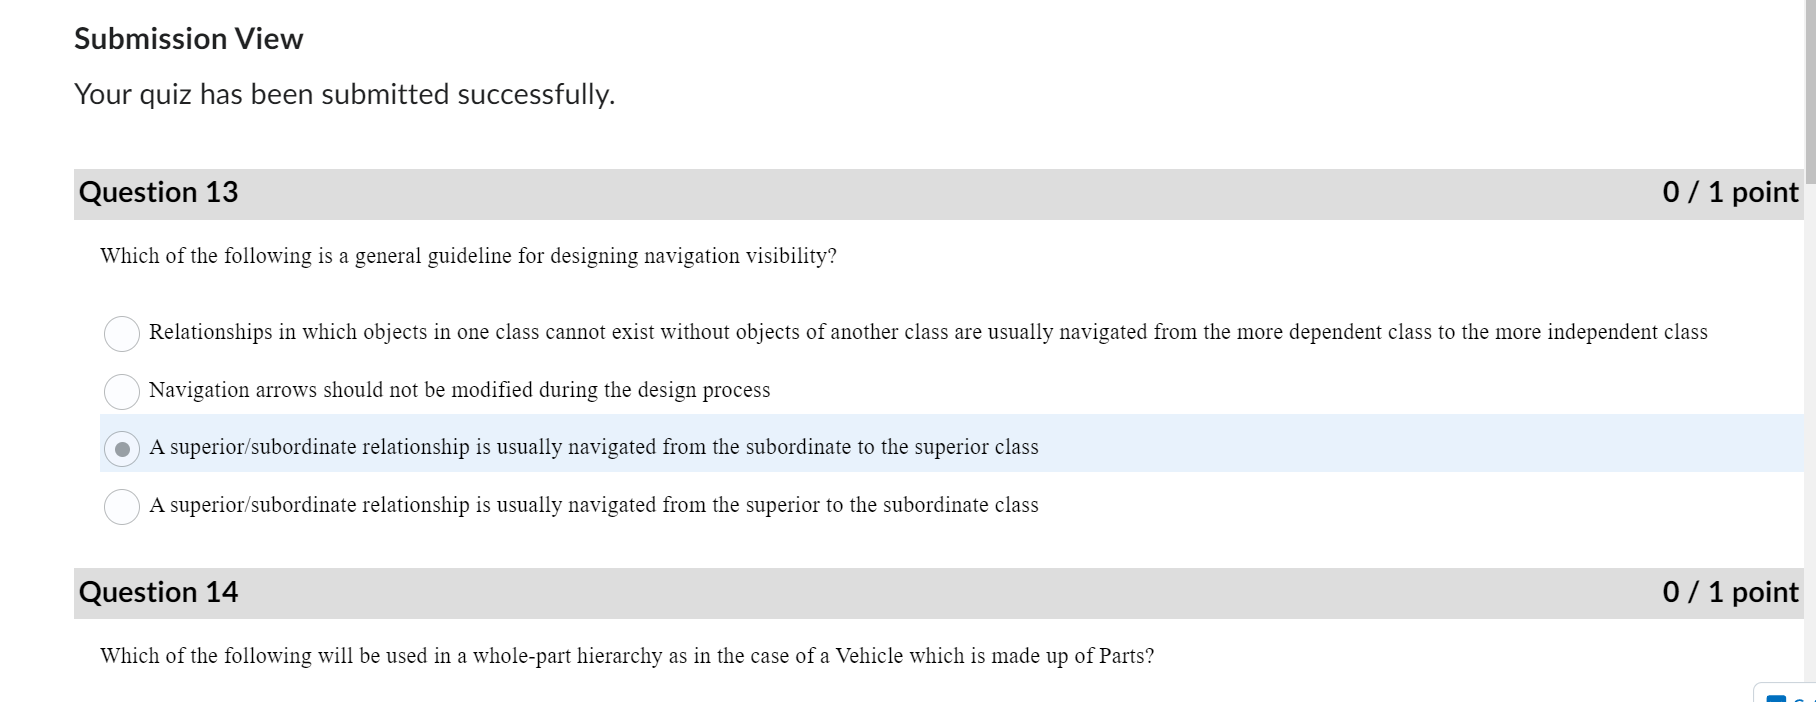 Submission View
Your quiz has been submitted successfully.
Question 13
0 / 1 point
Which of the following is a general guideline for designing navigation visibility?
Relationships in which objects in one class cannot exist without objects of another class are usually navigated from the more dependent class to the more independent class
Navigation arrows should not be modified during the design process
A superior/subordinate relationship is usually navigated from the subordinate to the superior class
A superior/subordinate relationship is usually navigated from the superior to the subordinate class
Question 14
0 / 1 point
Which of the following will be used in a whole-part hierarchy as in the case of a Vehicle which is made up of Parts?